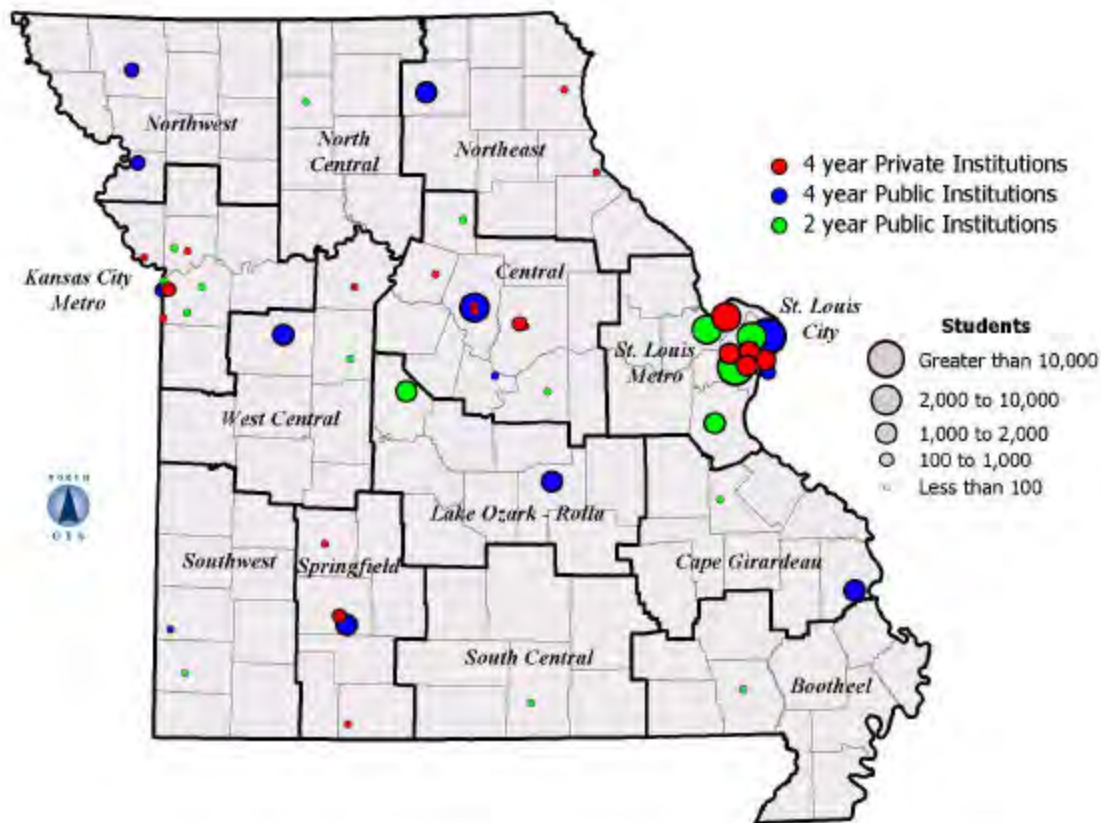 Northwest
North
Central
Northeast
4 year Private Institutions
4 year Public Institutions
2 year Public Institutions
Kansas City
Metro
Central
St. Louis
City
St. Louis
Metro
Students
Greater than 10,000
2,000 to 10,000
1,000 to 2,000
100 to 1,000
Less than 100
West Central
NORTH
Lake Ozark - Rolla
Southwest
Springfield
Cape Girardeau
South Central
Bootheel